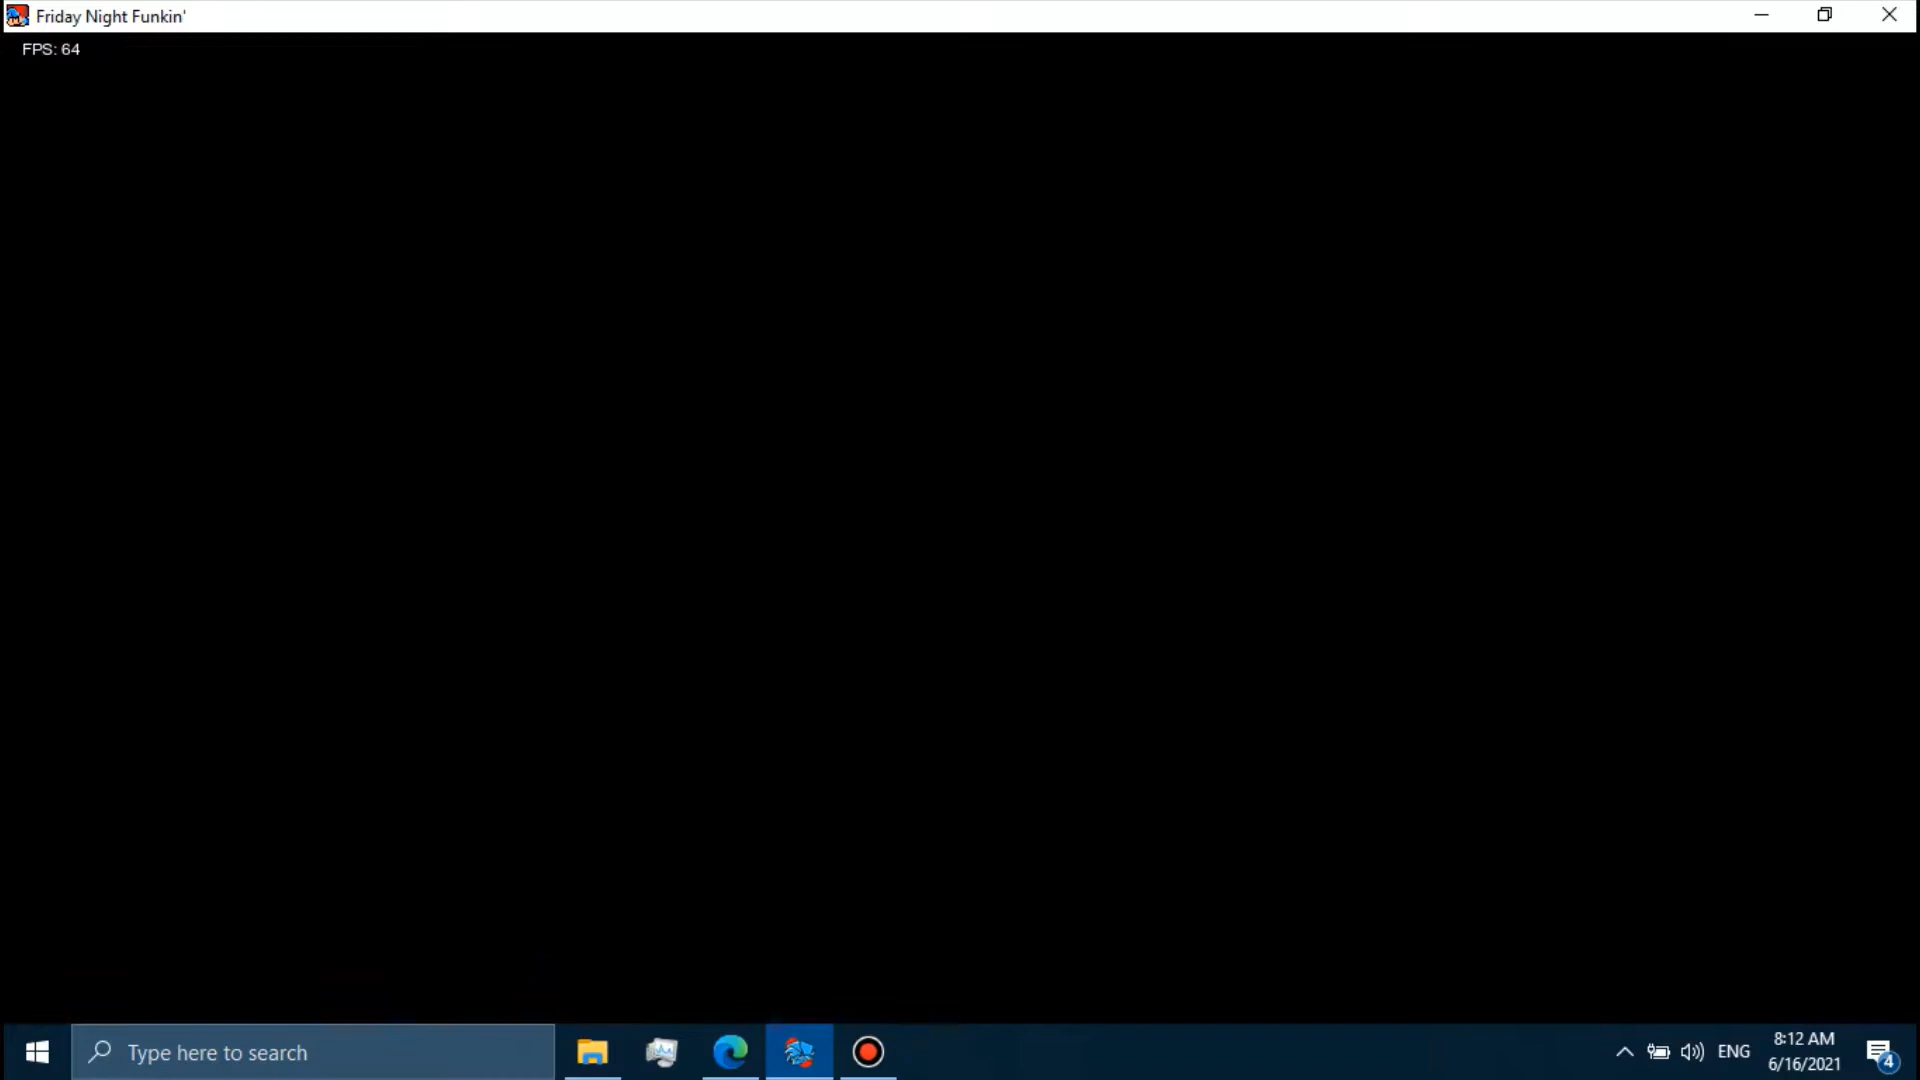 Friday Night Funkin'
FPS: 64
Type here to search
ENG
8:12 AM
6/16/2021
4